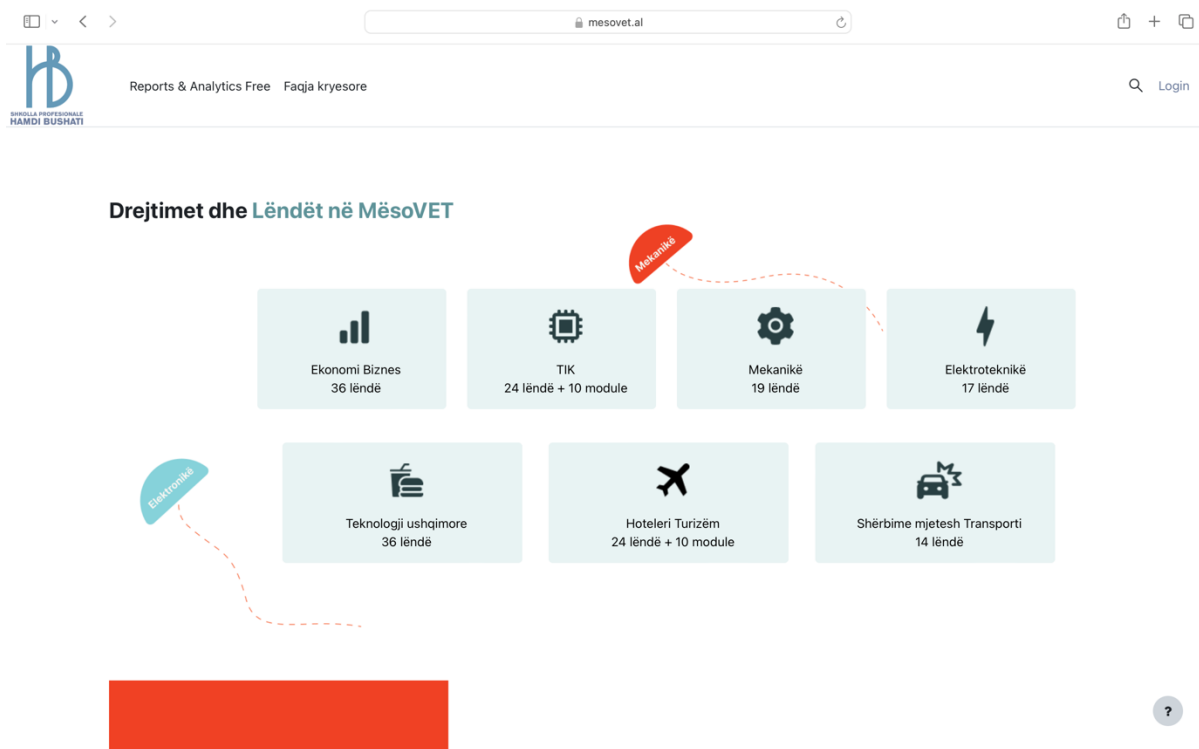 mesovet.al
HB
SHKOLLA PROFESIONALE
HAMDI BUSHATI
Reports & Analytics Free Faqja kryesore
Login
Drejtimet dhe Lëndët në MësoVET
Mekanikë
Ekonomi Biznes
36 lëndë
TIK
24 lëndë + 10 module
Mekanikë
19 lëndë
Elektroteknikë
17 lëndë
Elektronikë
Teknologji ushqimore
36 lëndë
Hoteleri Turizëm
24 lëndë + 10 module
Shërbime mjetesh Transporti
14 lëndë
?